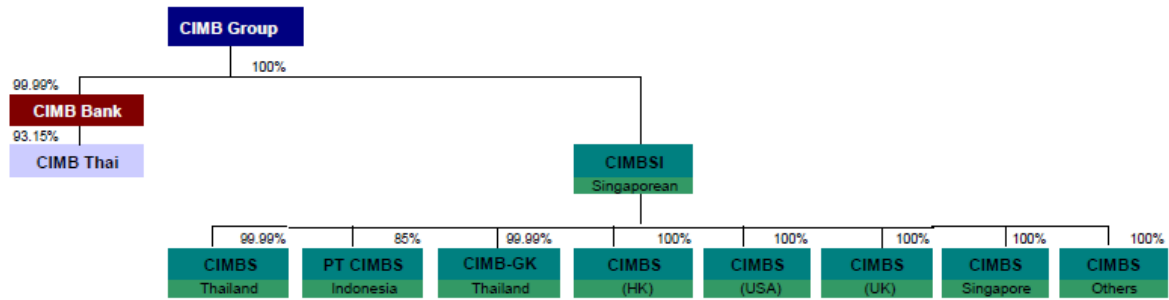 CIMB Group
100%
99.99%
CIMB Bank
93.15%
CIMB Thai
CIMBSI
Singaporean
99.99% 85% 99.99% 100% 100% 100% 100% 100%
CIMBS PT CIMBS CIMB-GK CIMBS CIMBS CIMBS CIMBS CIMBS
Thailand Indonesia Thailand (HK) (USA) (UK) Singapore Others